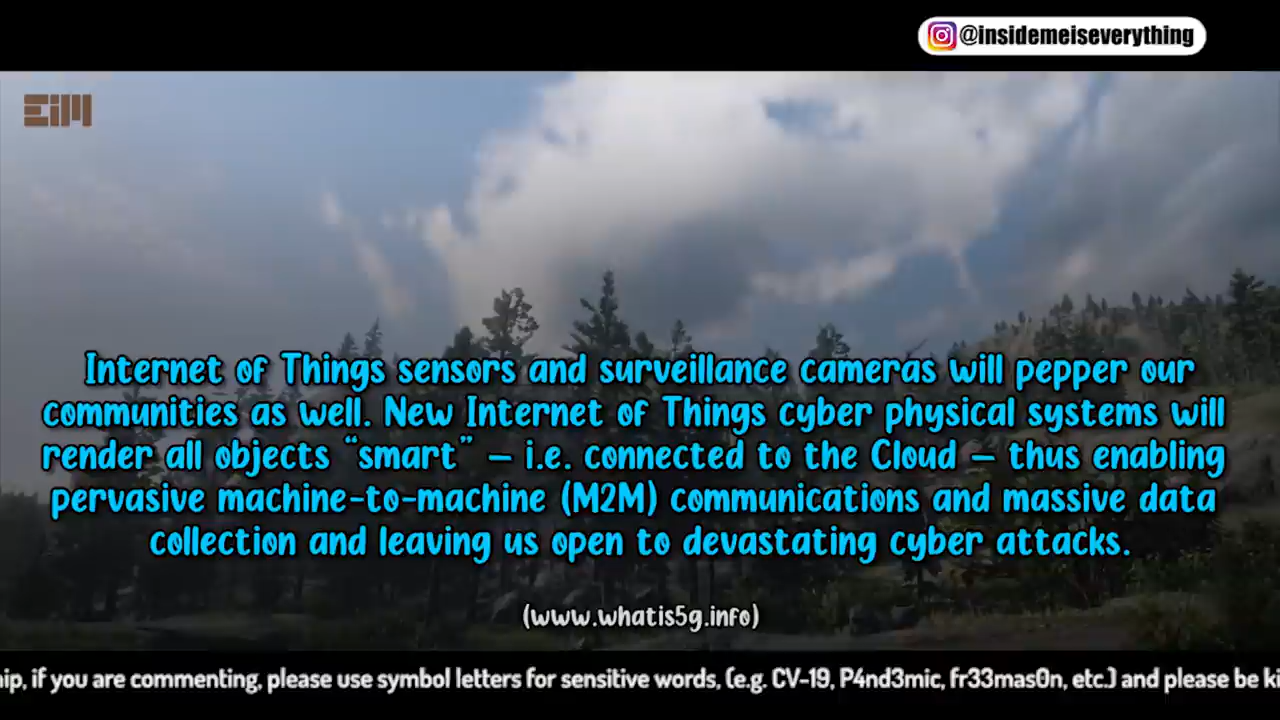 @insidemeiseverything
EiM
Internet of Things sensors and surveillance cameras will pepper our
communities as well. New Internet of Things cyber physical systems will
render all objects “smart” – i.e. connected to the Cloud – thus enabling
pervasive machine-to-machine (M2M) communications and massive data
collection and leaving us open to devastating cyber attacks.
(www.whatis5g.info)
if you are commenting, please use symbol letters for sensitive words, (e.g. CV-19, P4nd3mic, fr33mas0n, etc.) and please be